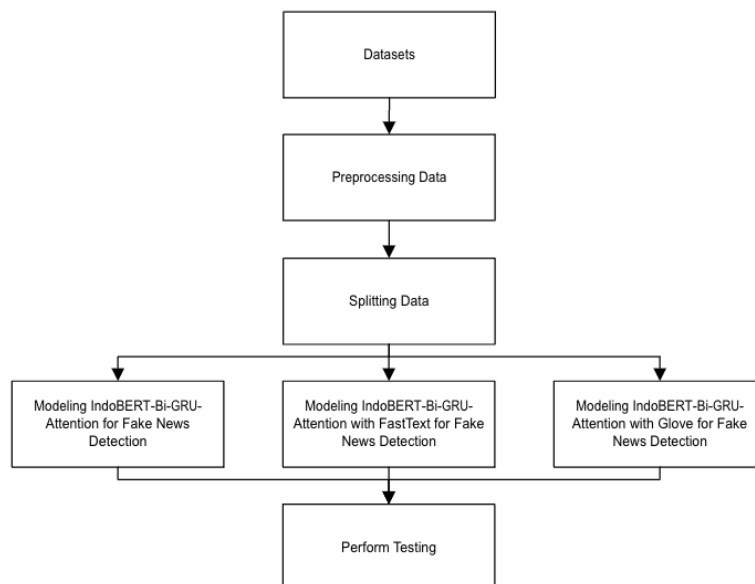 Datasets
Preprocessing Data
Splitting Data
Modeling IndoBERT-Bi-GRU-
Attention for Fake News
Detection
Modeling IndoBERT-Bi-GRU-
Attention with FastText for Fake
News Detection
Modeling IndoBERT-Bi-GRU-
Attention with Glove for Fake
News Detection
Perform Testing